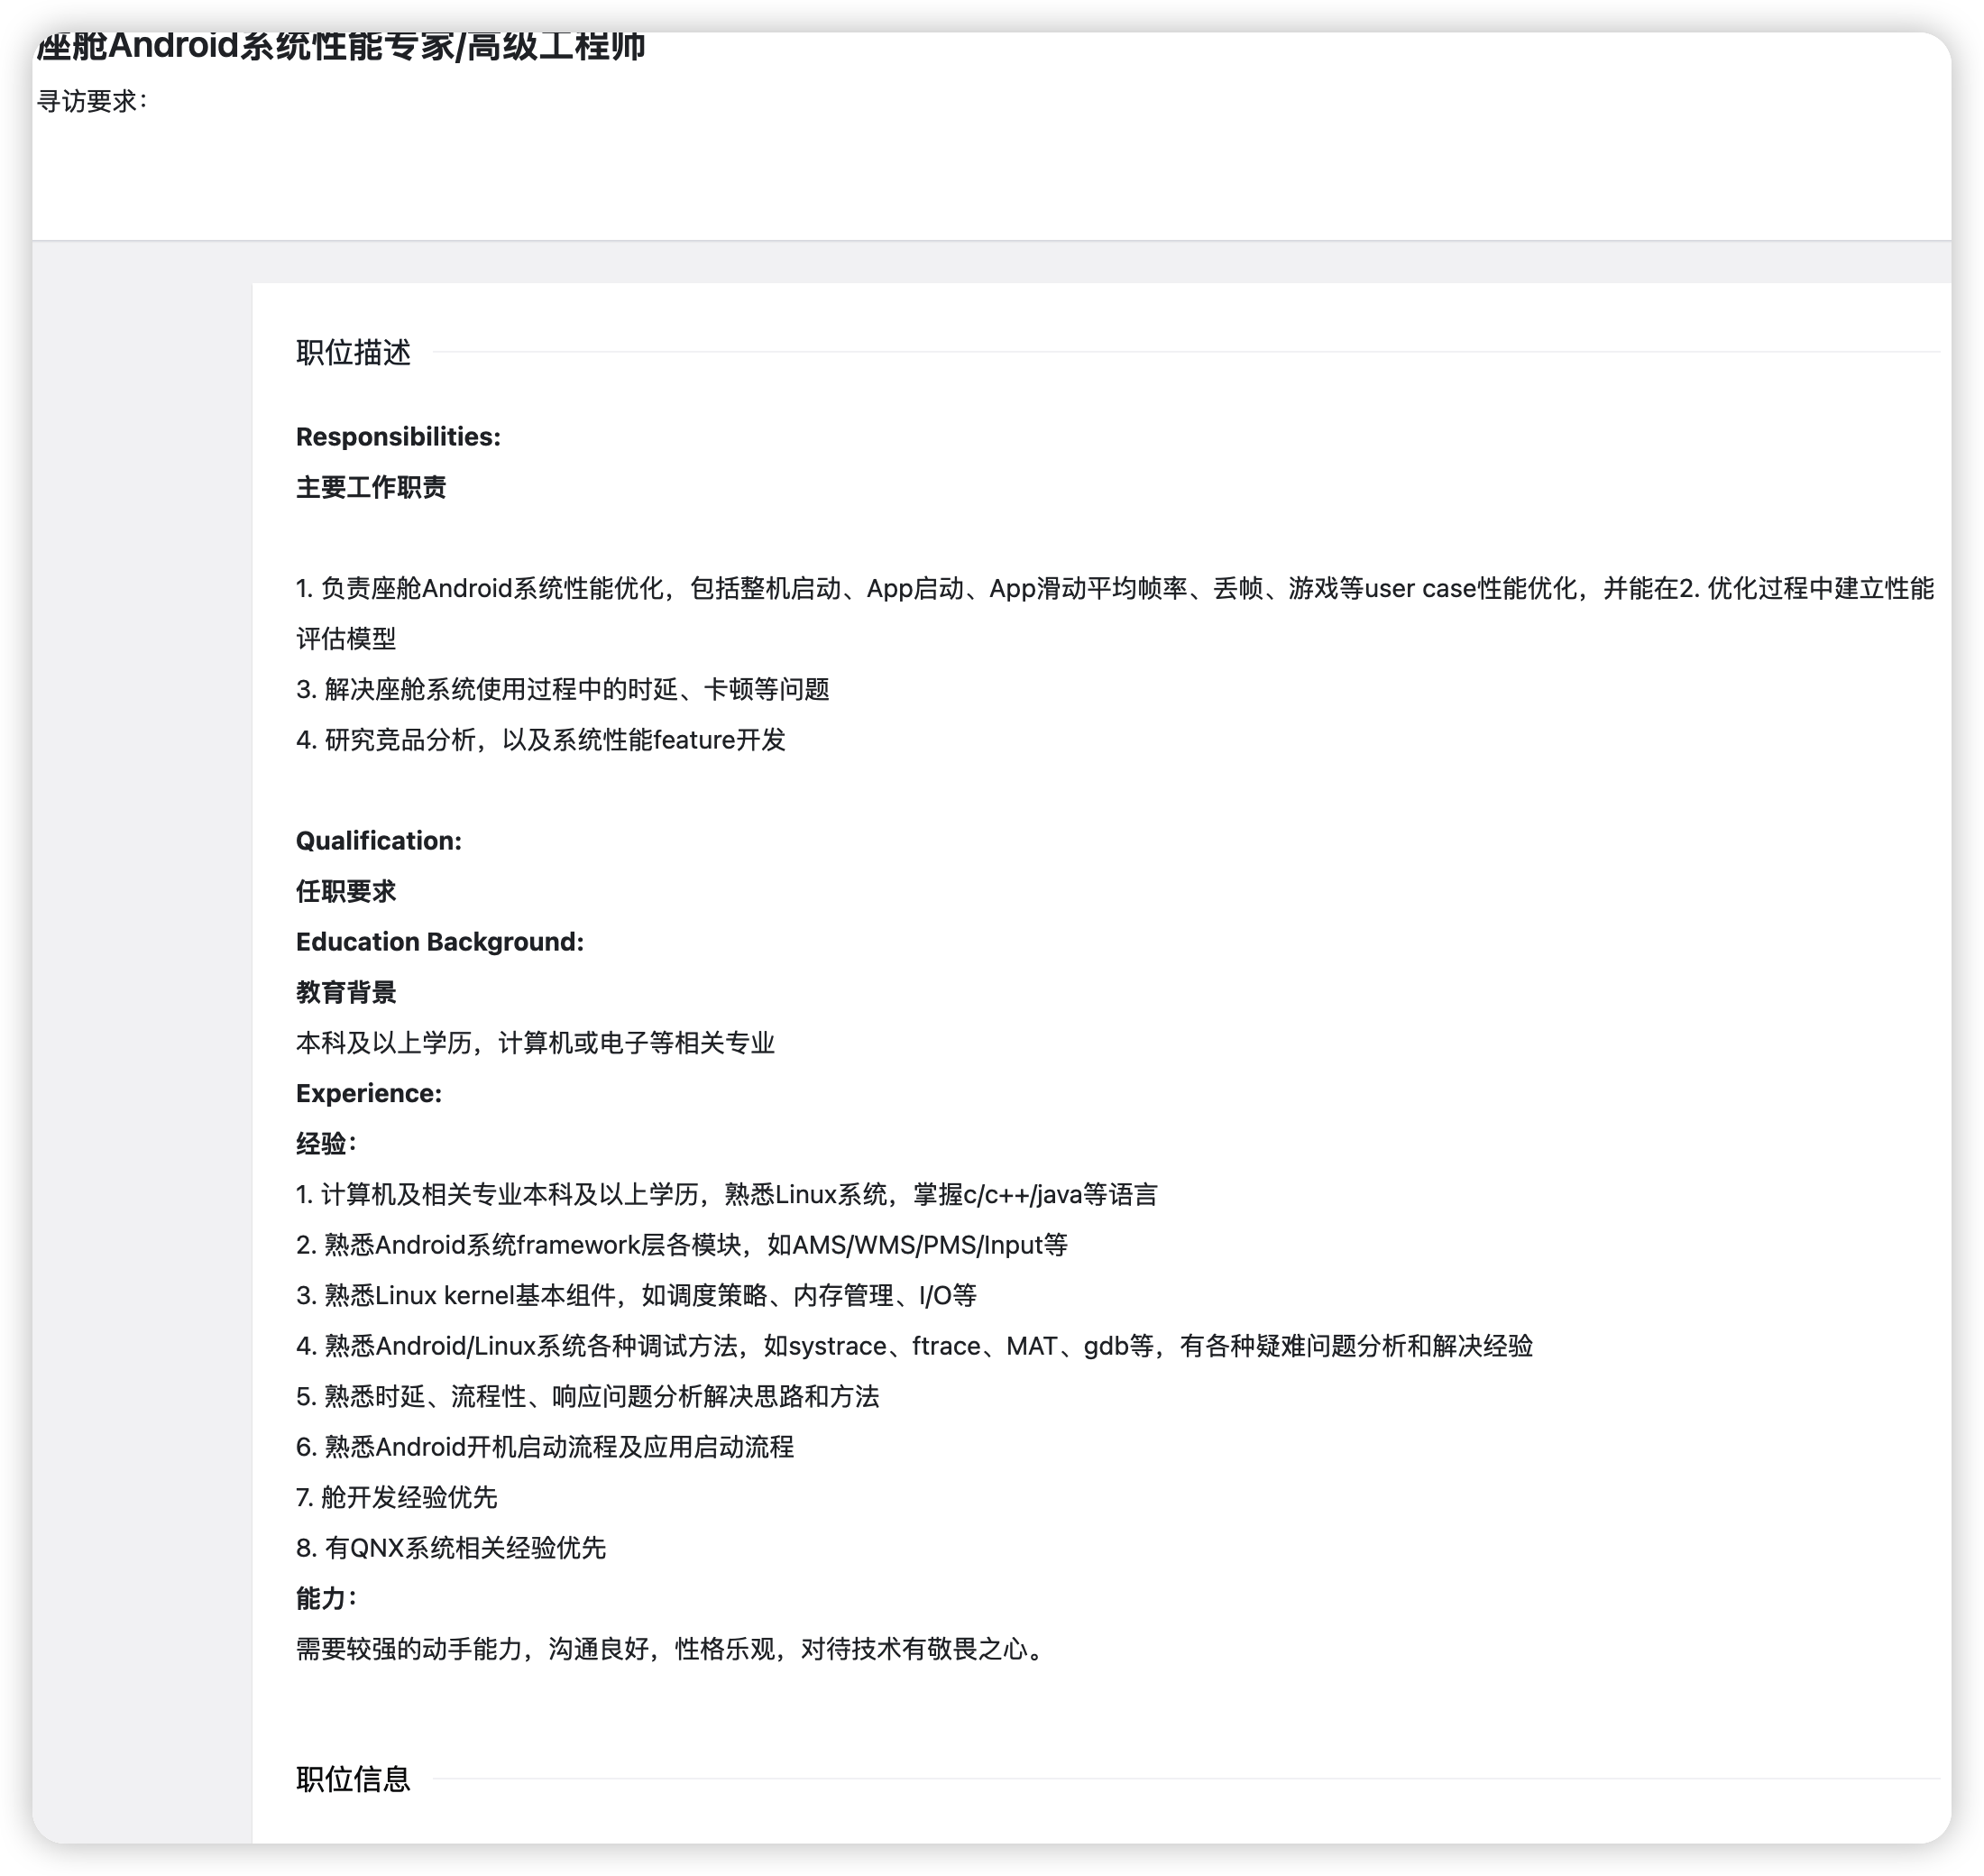 座舱Android系统性能专家/高级工程师
寻访要求：
职位描述
Responsibilities:
主要工作职责
1. 负责座舱Android系统性能优化，包括整机启动、App启动、App滑动平均帧率、丢帧、游戏等user case性能优化，并能在2. 优化过程中建立性能
评估模型
3. 解决座舱系统使用过程中的时延、卡顿等问题
4. 研究竞品分析，以及系统性能feature开发
Qualification:
任职要求
Education Background:
教育背景
本科及以上学历，计算机或电子等相关专业
Experience:
经验：
1. 计算机及相关专业本科及以上学历，熟悉Linux系统，掌握c/c++/java等语言
2. 熟悉Android系统framework层各模块，如AMS/WMS/PMS/Input等
3. 熟悉Linux kernel基本组件，如调度策略、内存管理、I/O等
4. 熟悉Android/Linux系统各种调试方法，如systrace、ftrace、MAT、gdb等，有各种疑难问题分析和解决经验
5. 熟悉时延、流程性、响应问题分析解决思路和方法
6. 熟悉Android开机启动流程及应用启动流程
7. 舱开发经验优先
8. 有QNX系统相关经验优先
能力：
需要较强的动手能力，沟通良好，性格乐观，对待技术有敬畏之心。
职位信息